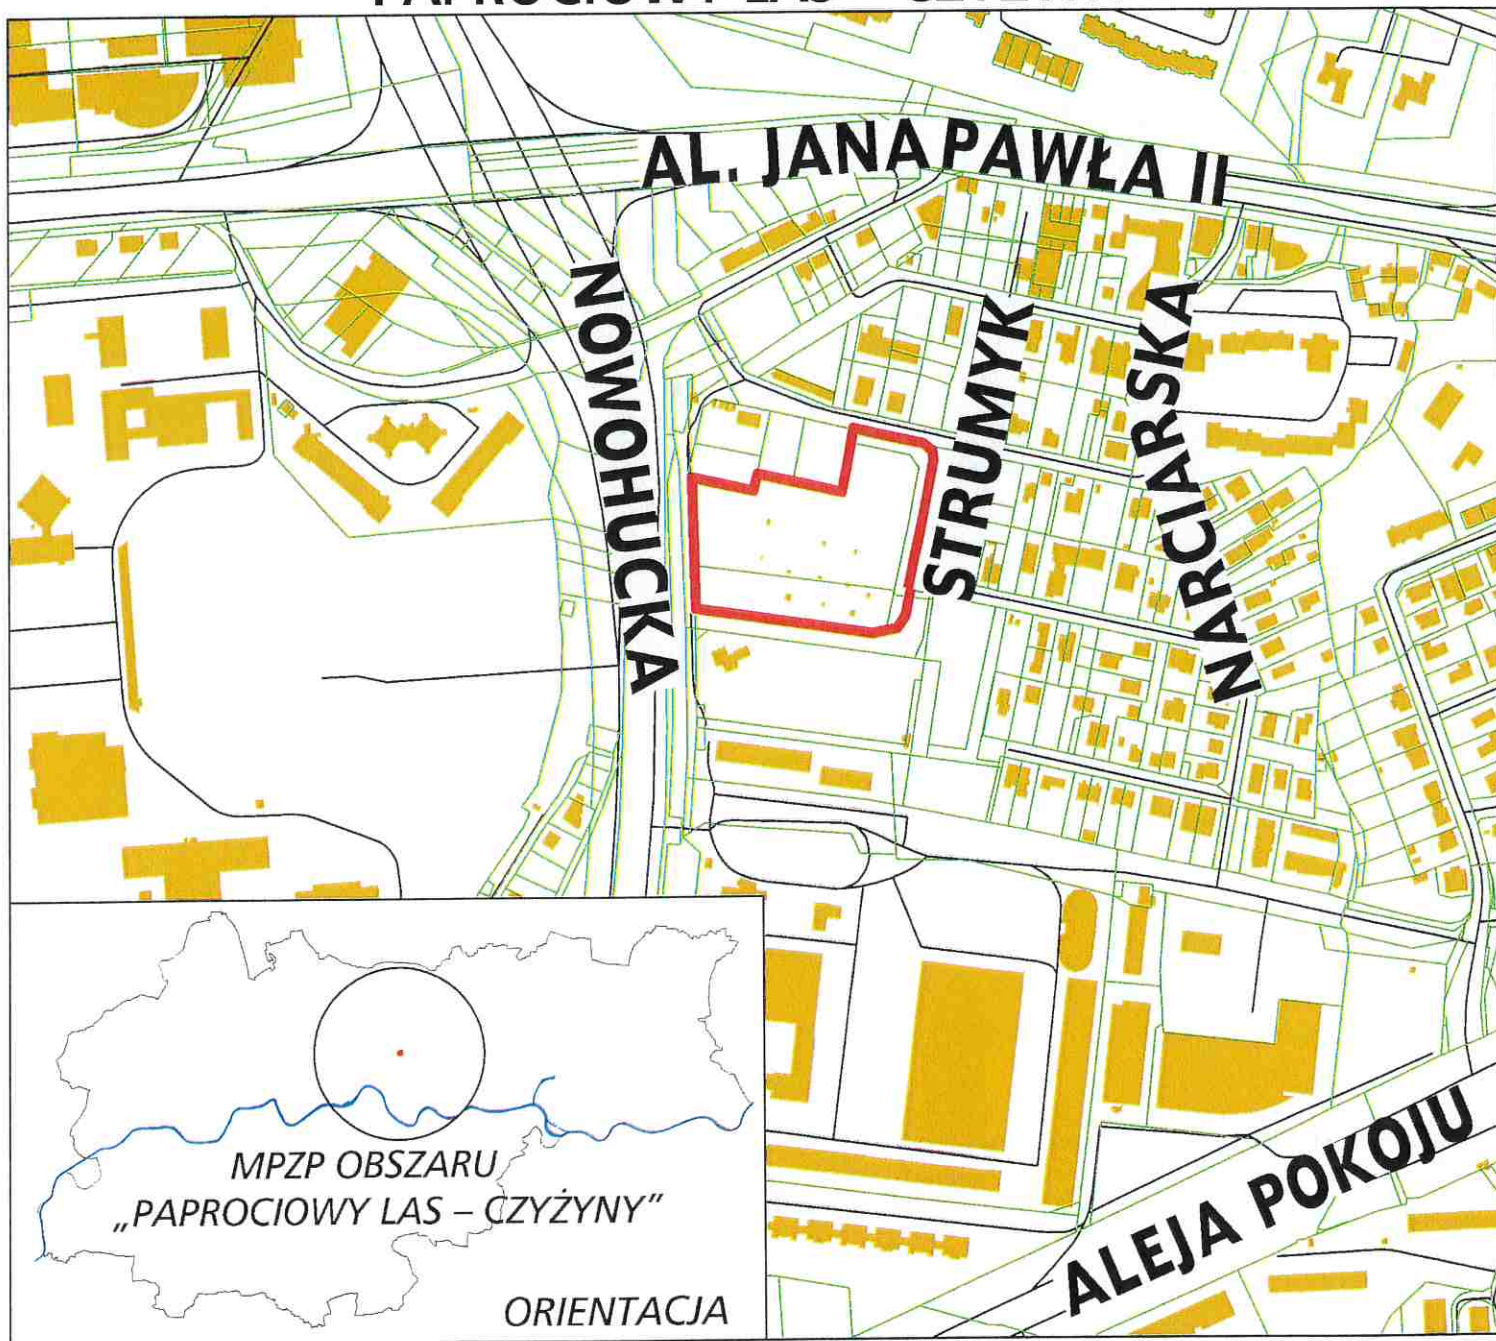 AL. JANA PAWŁA II
NOWOHUCKA
STRUMYK
NARCIARSKA
ALEJA POKOJU
MPZP OBSZARU
„PAPROCIOWY LAS – CZYŻYNY”
ORIENTACJA